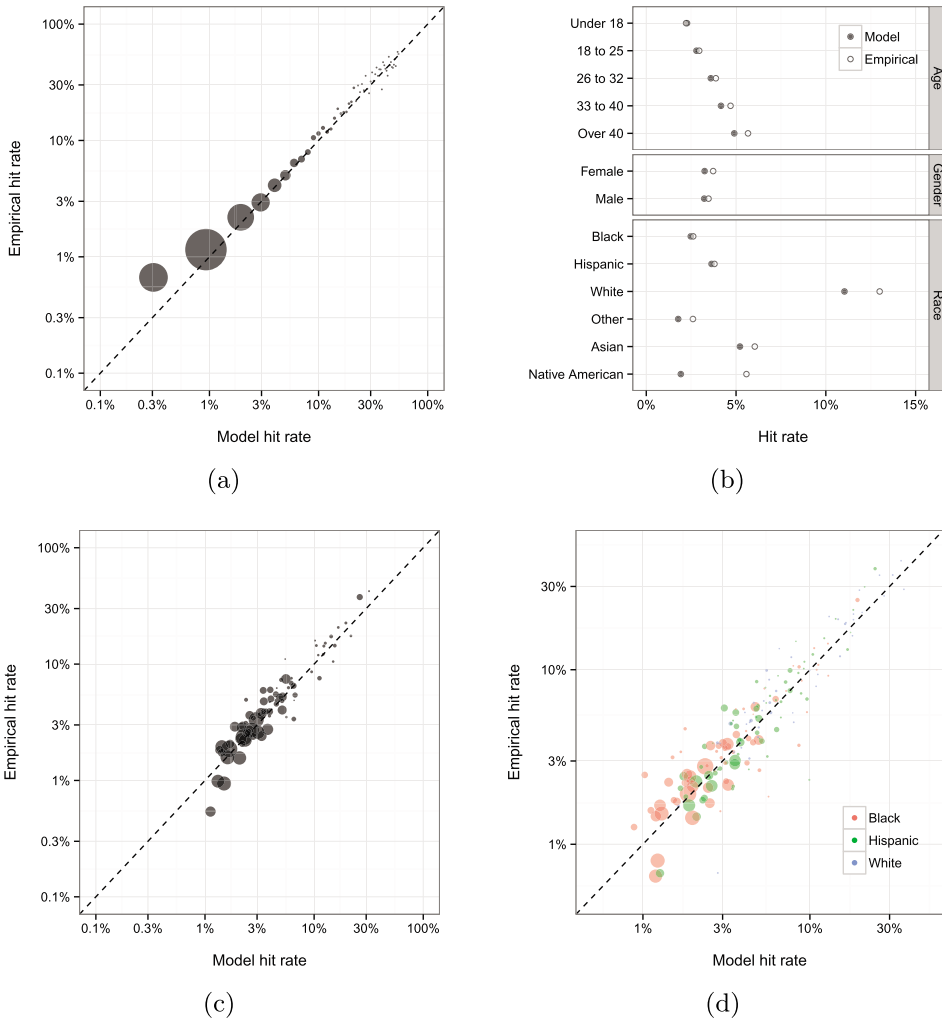 100%
30%
10%
3%
1%
0.3%
0.1%
Empirical hit rate
0.1% 0.3% 1% 3% 10% 30% 100%
Model hit rate
(a)
Under 18
18 to 25
26 to 32
33 to 40
Over 40
Model
Empirical
Age
Female
Male
Gender
Black
Hispanic
White
Other
Asian
Native American
Race
0% 5% 10% 15%
Hit rate
(b)
100%
30%
10%
3%
1%
0.3%
0.1%
Empirical hit rate
0.1% 0.3% 1% 3% 10% 30% 100%
Model hit rate
(c)
30%
10%
3%
1%
Empirical hit rate
Black
Hispanic
White
1% 3% 10% 30%
Model hit rate
(d)